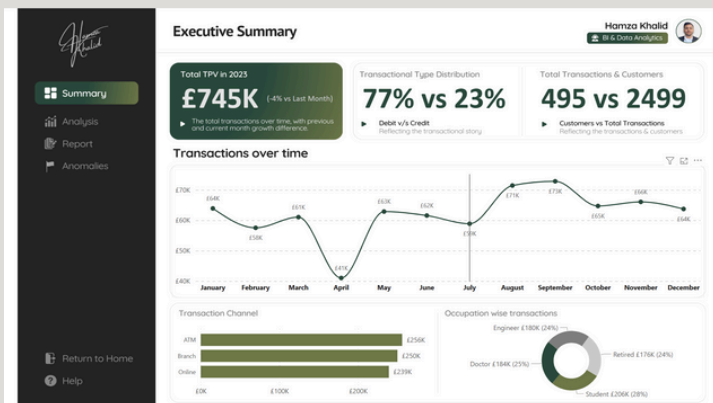 Hamza
Khalid
Summary
Analysis
Report
Anomalies
Return to Home
Help
Executive Summary
Hamza Khalid
BI & Data Analytics
Total TPV in 2023
£745K (-4% vs Last Month)
The total transactions over time, with previous
and current month growth difference.
Transactional Type Distribution
77% vs 23%
Debit v/s Credit
Reflecting the transactional story
Total Transactions & Customers
495 vs 2499
Customers vs Total Transactions
Reflecting the transactions & customers
Transactions over time
£70K
£60K
£50K
£40K
£64K
£58K
£61K
£41K
£63K
£62K
£59K
£71K
£73K
£65K
£66K
£64K
January February March April May June July August September October November December
Transaction Channel
ATM £256K
Branch £250K
Online £239K
£0K £100K £200K
Occupation wise transactions
Engineer £180K (24%)
Retired £176K (24%)
Doctor £184K (25%)
Student £206K (28%)